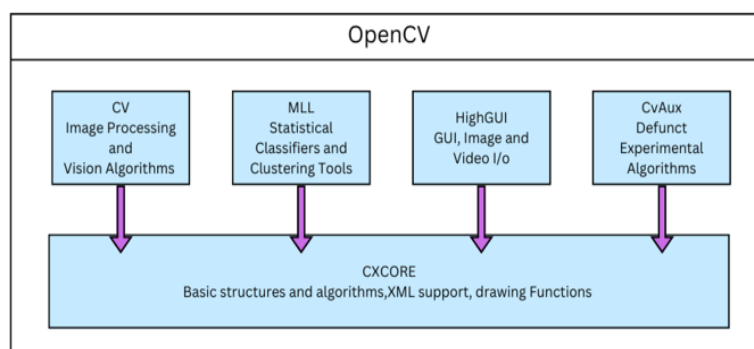 OpenCV
CV
Image Processing
and
Vision Algorithms
MLL
Statistical
Classifiers and
Clustering Tools
HighGUI
GUI, Image and
Video I/o
CvAux
Defunct
Experimental
Algorithms
CXCORE
Basic structures and algorithms,XML support, drawing Functions